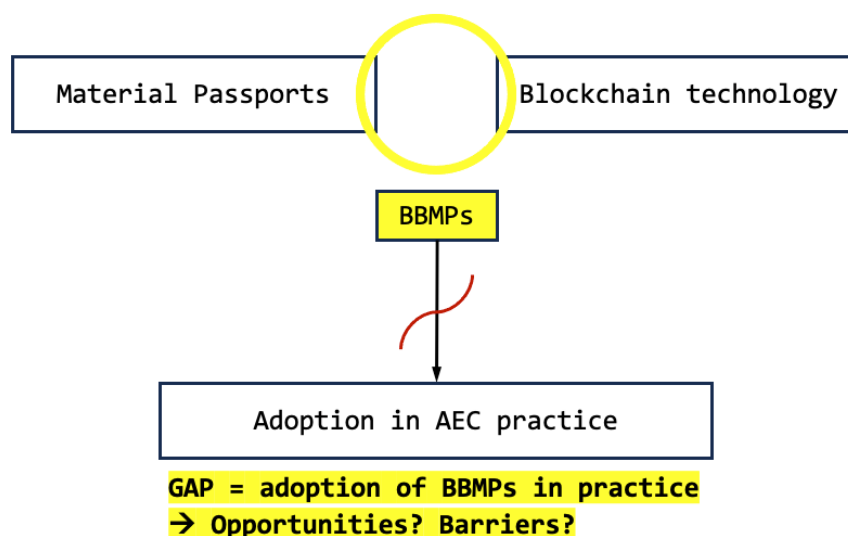 Material Passports
Blockchain technology
BBMPs
Adoption in AEC practice
GAP = adoption of BBMPs in practice
→ Opportunities? Barriers?